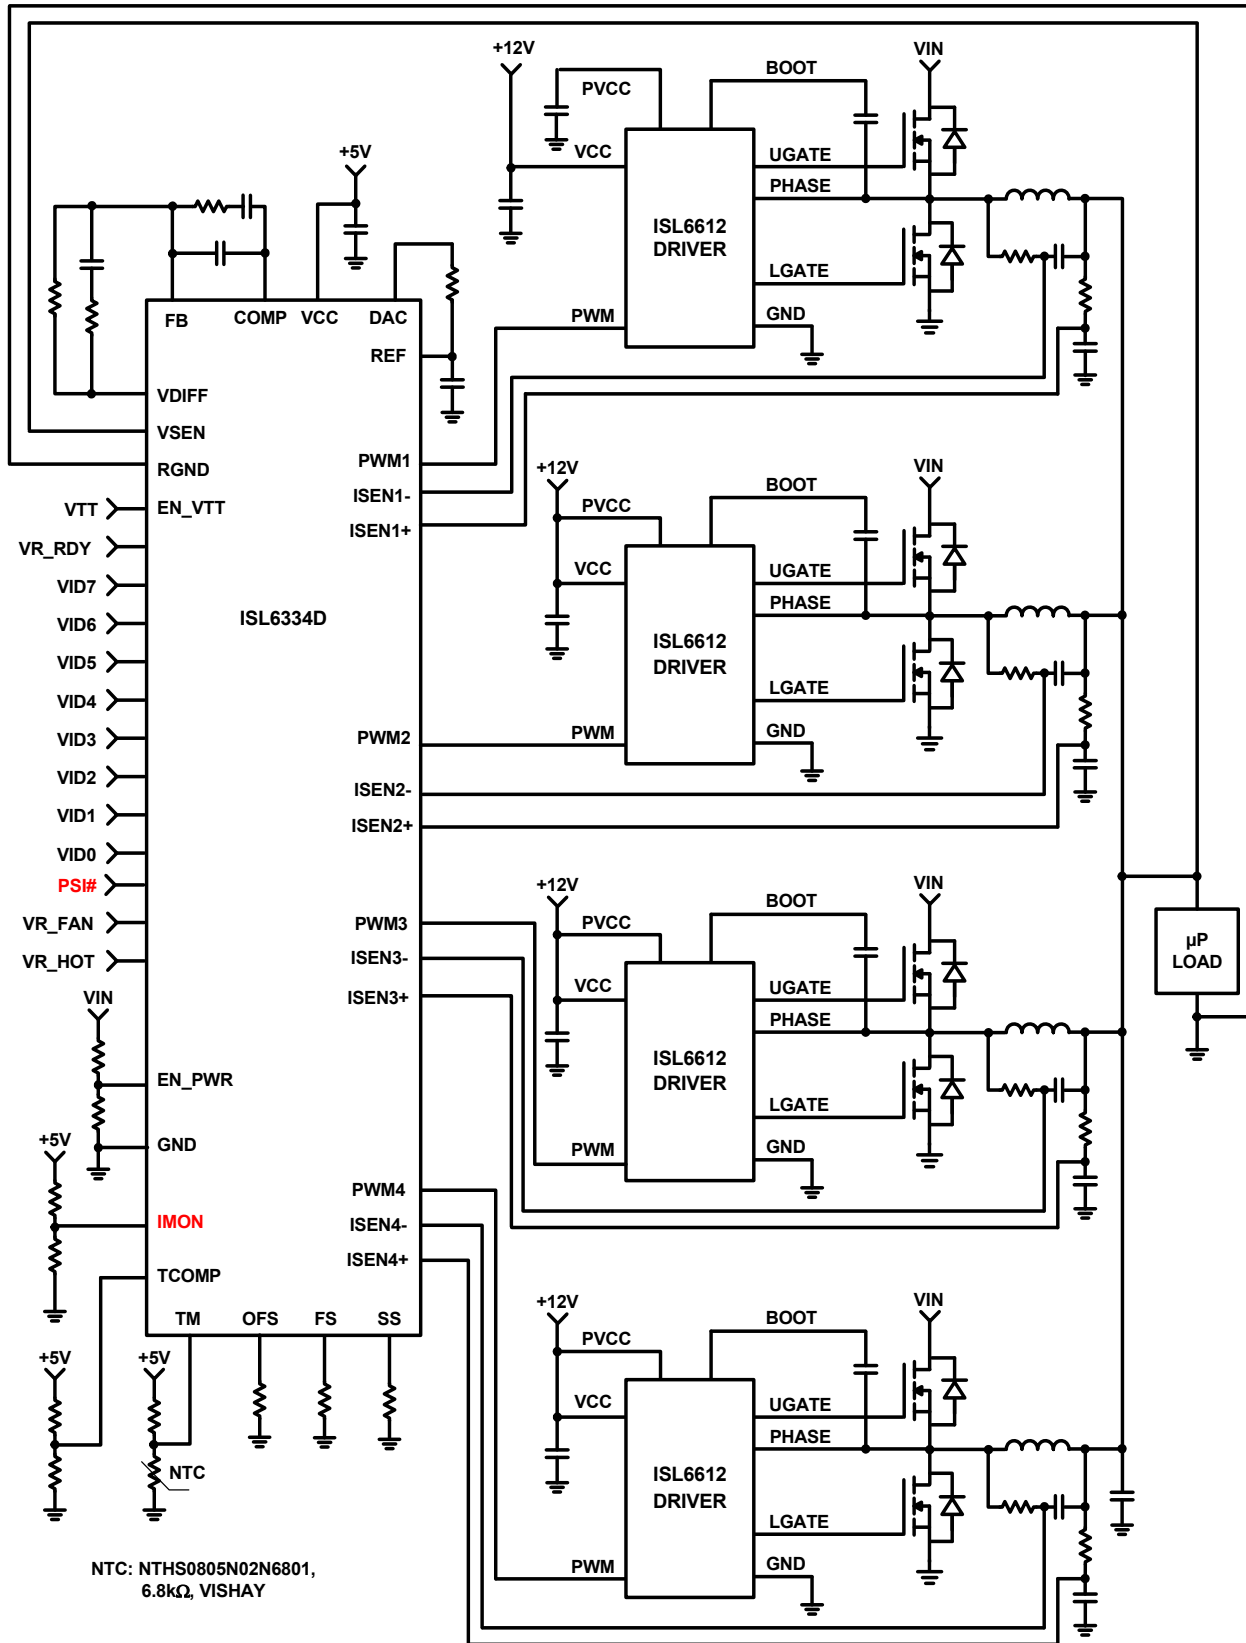 +12V
PVCC
BOOT
VIN
VCC
UGATE
PHASE
ISL6612
DRIVER
LGATE
PWM
GND
+5V
FB
COMP
VCC
DAC
REF
VDIFF
VSEN
RGND
EN_VTT
VTT
VR_RDY
VID7
VID6
VID5
VID4
VID3
VID2
VID1
VID0
PSI#
VR_FAN
VR_HOT
VIN
EN_PWR
GND
+5V
IMON
TCOMP
TM
OFS
FS
SS
ISL6334D
PWM1
ISEN1-
ISEN1+
PWM2
ISEN2-
ISEN2+
PWM3
ISEN3-
ISEN3+
PWM4
ISEN4-
ISEN4+
+12V
PVCC
BOOT
VIN
VCC
UGATE
PHASE
ISL6612
DRIVER
LGATE
PWM
GND
+12V
PVCC
BOOT
VIN
VCC
UGATE
PHASE
ISL6612
DRIVER
LGATE
PWM
GND
µP
LOAD
+12V
PVCC
BOOT
VIN
VCC
UGATE
PHASE
ISL6612
DRIVER
LGATE
PWM
GND
+5V
+5V
NTC
NTC: NTHS0805N02N6801,
6.8kΩ, VISHAY